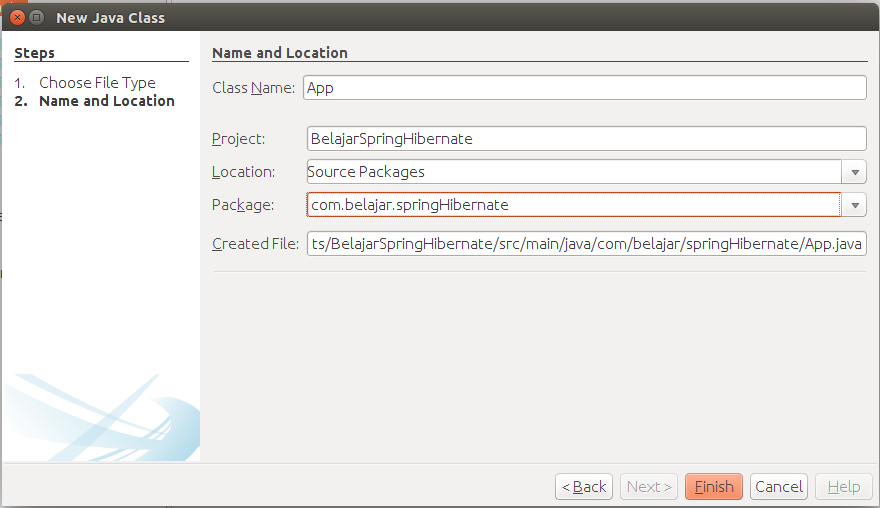 New Java Class
Steps
1. Choose File Type
2. Name and Location
Name and Location
Class Name: App
Project: BelajarSpringHibernate
Location: Source Packages
Package: com.belajar.springHibernate
Created File: ts/BelajarSpringHibernate/src/main/java/com/belajar/springHibernate/App.java
< Back Next > Finish Cancel Help